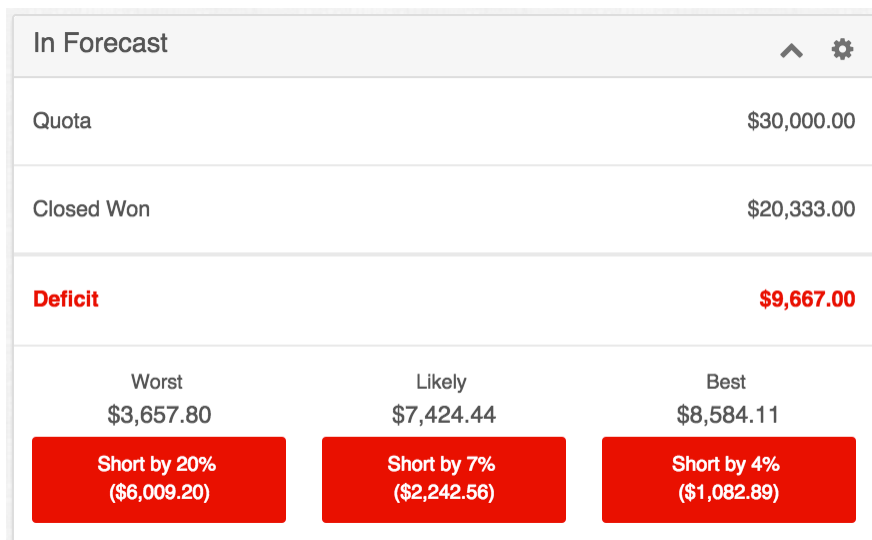 In Forecast
Quota $30,000.00
Closed Won $20,333.00
Deficit $9,667.00
Worst Likely Best
$3,657.80 $7,424.44 $8,584.11
Short by 20% Short by 7% Short by 4%
($6,009.20) ($2,242.56) ($1,082.89)